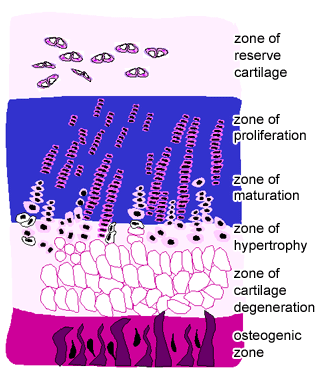 zone of
reserve
cartilage
zone of
proliferation
zone of
maturation
zone of
hypertrophy
zone of
cartilage
degeneration
osteogenic
zone